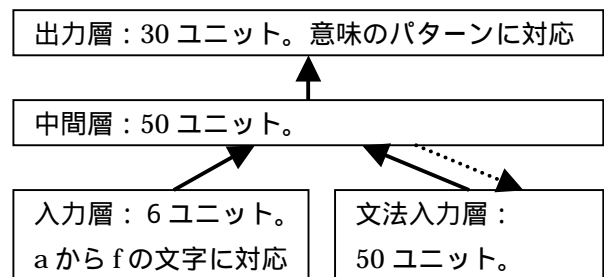 出力層：30 ユニット。意味のパターンに対応
中間層：50 ユニット。
入力層：６ユニット。
a から f の文字に対応
文法入力層：
50 ユニット。